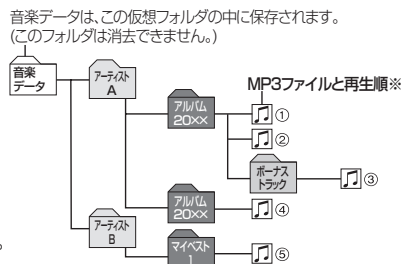 音楽データは、この仮想フォルダの中に保存されます。
(このフォルダは消去できません。)
音楽
データ
アーティスト
A
MP3ファイルと再生順※
アルバム
20××
①
②
ボーナス
トラック
③
アルバム
20××
④
アーティスト
B
マイベスト
1
⑤
。